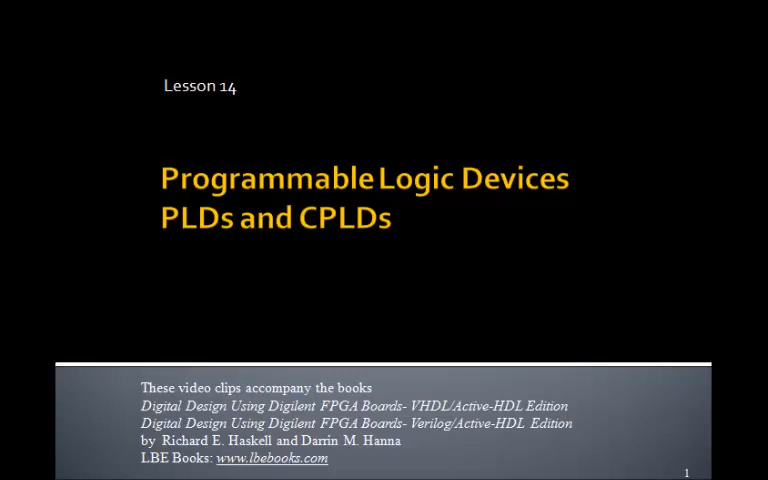 Lesson 14
Programmable Logic Devices
PLDs and CPLDs
These video clips accompany the books
Digital Design Using Digilent FPGA Boards- VHDL/Active-HDL Edition
Digital Design Using Digilent FPGA Boards- Verilog/Active-HDL Edition
by Richard E. Haskell and Darrin M. Hanna
LBE Books: www.lbebooks.com
1